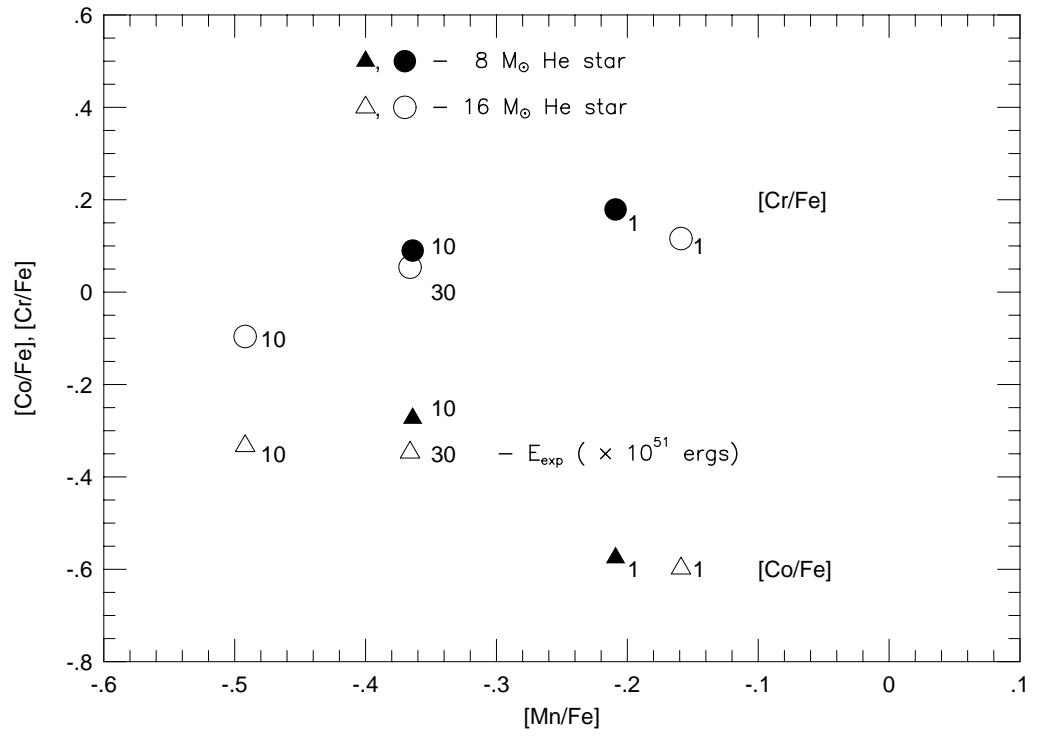 .6
.4
.2
0
-.2
-.4
-.6
-.8
[Co/Fe], [Cr/Fe]
, – 8 M⊙ He star
, – 16 M⊙ He star
[Cr/Fe]
1
1
10
30
10
10
10
30 – Eexp ( × 10^51 ergs)
1
1
[Co/Fe]
-.6 -.5 -.4 -.3 -.2 -.1 0 .1
[Mn/Fe]